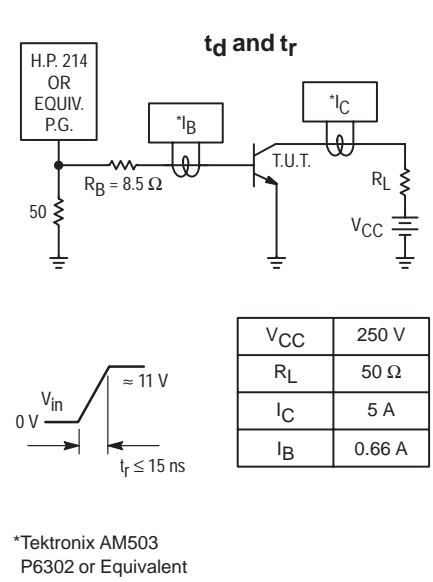 td and tr
H.P. 214
OR
EQUIV.
P.G.
*IB
*IC
T.U.T.
RB = 8.5 Ω
RL
50
VCC
Vin
≈ 11 V
0 V
tr ≤ 15 ns
VCC 250 V
RL 50 Ω
IC 5 A
IB 0.66 A
*Tektronix AM503
P6302 or Equivalent